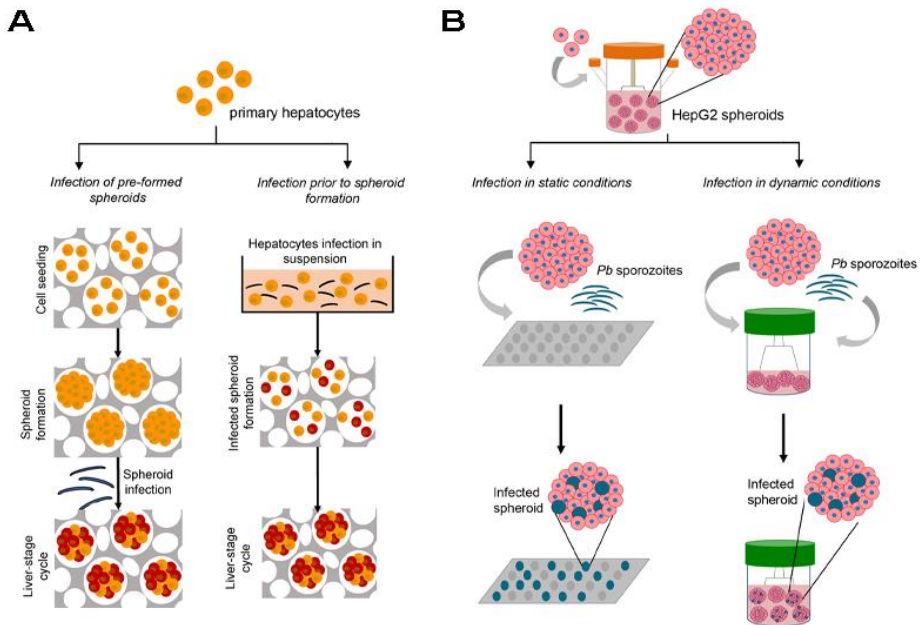 A
primary hepatocytes
Infection of pre-formed
spheroids
Infection prior to spheroid
formation
Cell seeding
Hepatocytes infection in
suspension
Spheroid
formation
Infected spheroid
formation
Spheroid
infection
Liver-stage
cycle
Liver-stage
cycle
B
HepG2 spheroids
Infection in static conditions
Infection in dynamic conditions
Pb sporozoites
Pb sporozoites
Infected
spheroid
Infected
spheroid